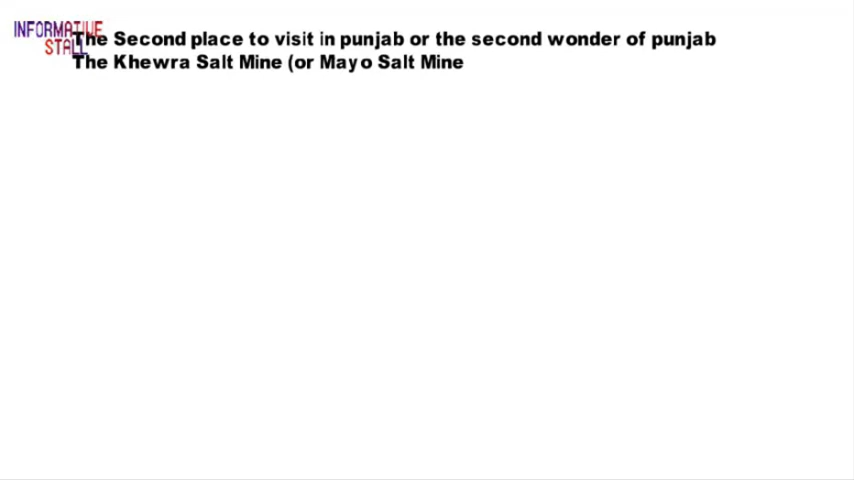 INFORMATIVE
STALL
The Second place to visit in punjab or the second wonder of punjab
The Khewra Salt Mine (or Mayo Salt Mine